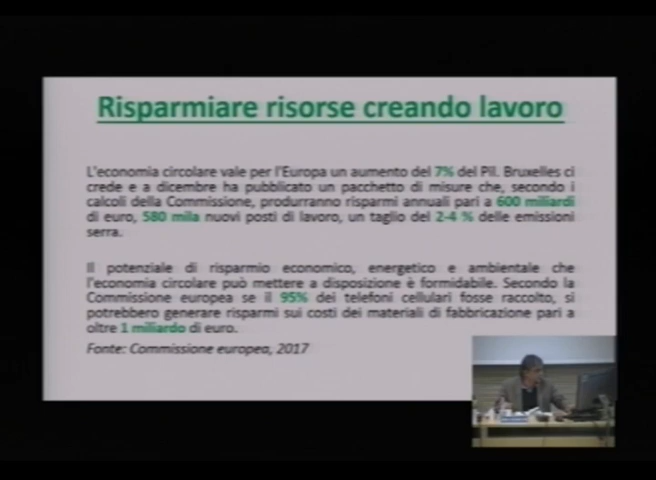 Risparmiare risorse creando lavoro
L'economia circolare vale per l'Europa un aumento del 7% del Pil. Bruxelles ci
crede e a dicembre ha pubblicato un pacchetto di misure che, secondo i
calcoli della Commissione, produrranno risparmi annuali pari a 600 miliardi
di euro, 580 mila nuovi posti di lavoro, un taglio del 2-4 % delle emissioni
serra.
Il potenziale di risparmio economico, energetico e ambientale che
l'economia circolare può mettere a disposizione è formidabile. Secondo la
Commissione europea se il 95% dei telefoni cellulari fosse raccolto, si
potrebbero generare risparmi sui costi dei materiali di fabbricazione pari a
oltre 1 miliardo di euro.
Fonte: Commissione europea, 2017